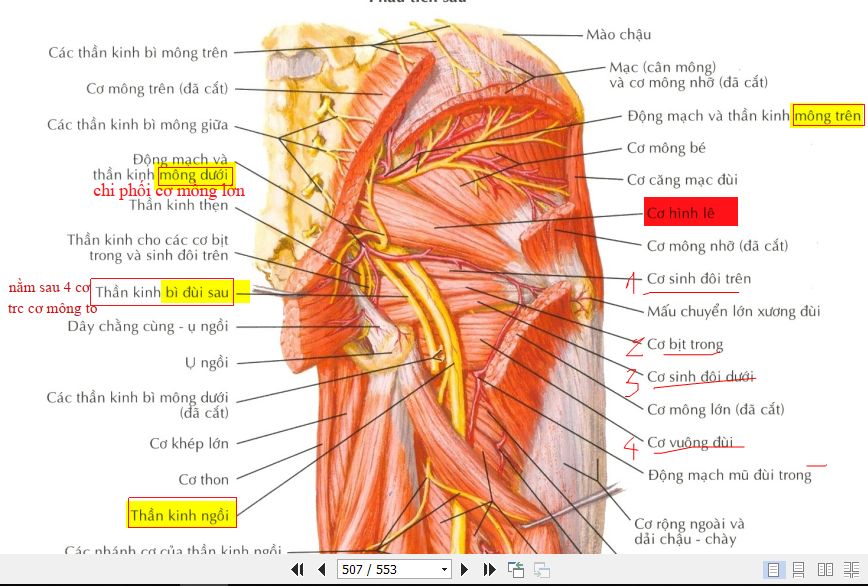 Các thần kinh bì mông trên
Cơ mông trên (đã cắt)
Các thần kinh bì mông giữa
Động mạch và
thần kinh mông dưới
chi phối cơ mông lớn
Thần kinh thẹn
Thần kinh cho các cơ bịt
trong và sinh đôi trên
nằm sau 4 cơ
trc cơ mông to
Thần kinh bì đùi sau
Dây chằng cùng - ụ ngồi
Ụ ngồi
Các thần kinh bì mông dưới
(đã cắt)
Cơ khép lớn
Cơ thon
Thần kinh ngồi
Các nhánh cơ của thần kinh ngồi
Mào chậu
Mạc (cân mông)
và cơ mông nhỡ (đã cắt)
Động mạch và thần kinh mông trên
Cơ mông bé
Cơ căng mạc đùi
Cơ hình lê
Cơ mông nhỡ (đã cắt)
1 Cơ sinh đôi trên
Mấu chuyển lớn xương đùi
2 Cơ bịt trong
3 Cơ sinh đôi dưới
Cơ mông lớn (đã cắt)
4 Cơ vuông đùi
Động mạch mũ đùi trong
Cơ rộng ngoài và
dải chậu - chày
507 / 553